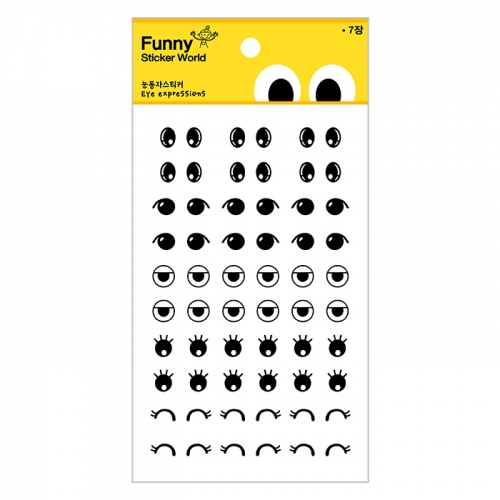 Funny
Sticker World
• 7장
눈동자스티커
Eye expressions